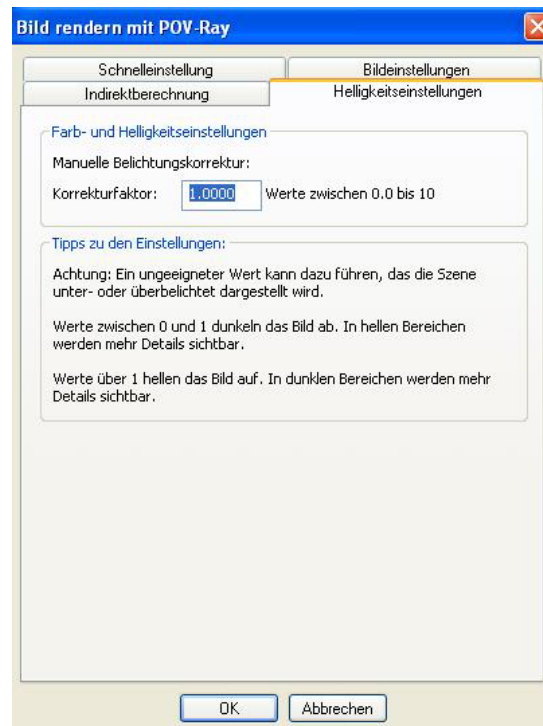 Bild rendern mit POV-Ray
Schnelleinstellung
Bildeinstellungen
Indirektberechnung
Helligkeitseinstellungen
Farb- und Helligkeitseinstellungen
Manuelle Belichtungskorrektur:
Korrekturfaktor: 1.0000 Werte zwischen 0.0 bis 10
Tipps zu den Einstellungen:
Achtung: Ein ungeeigneter Wert kann dazu führen, das die Szene
unter- oder überbelichtet dargestellt wird.
Werte zwischen 0 und 1 dunkeln das Bild ab. In hellen Bereichen
werden mehr Details sichtbar.
Werte über 1 hellen das Bild auf. In dunklen Bereichen werden mehr
Details sichtbar.
OK
Abbrechen